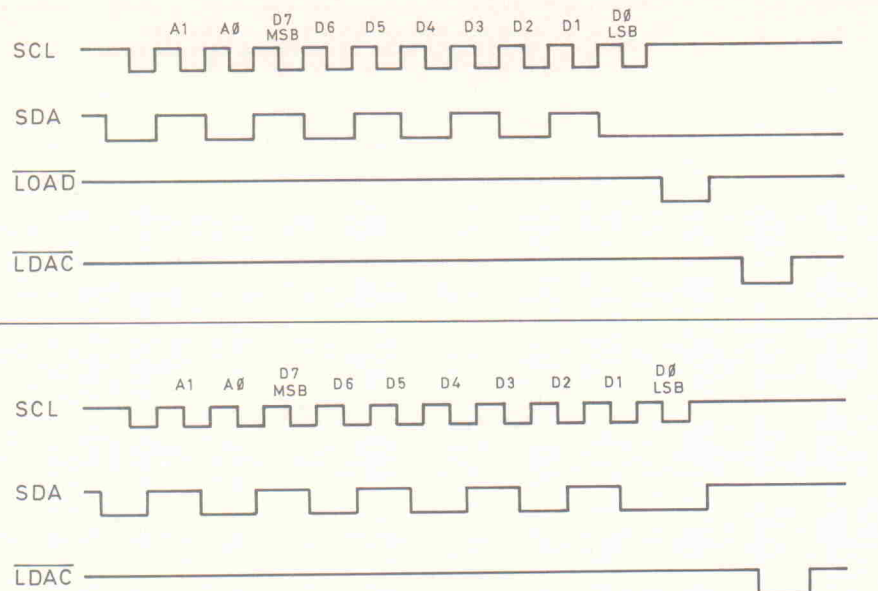 A1 AØ D7 D6 D5 D4 D3 D2 D1 DØ
MSB LSB
SCL
SDA
LOAD
LDAC
A1 AØ D7 D6 D5 D4 D3 D2 D1 DØ
MSB LSB
SCL
SDA
LDAC